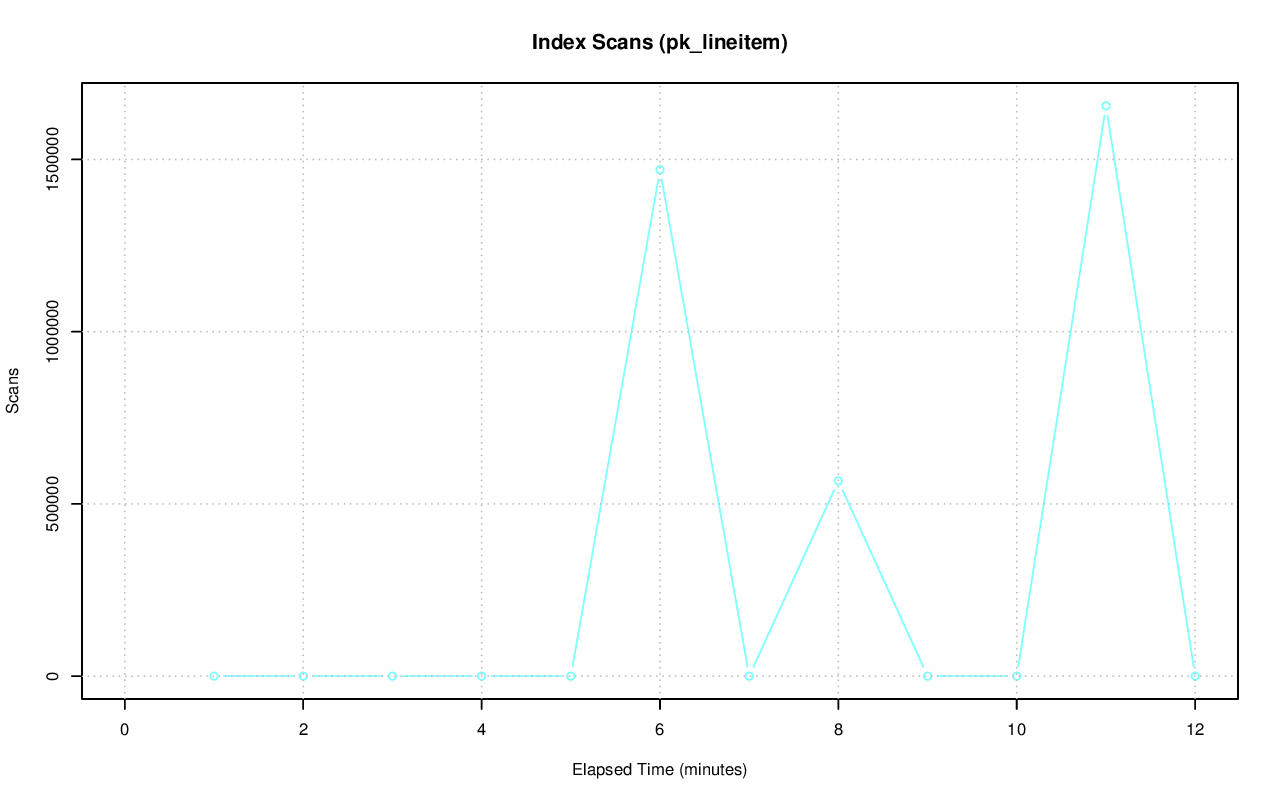 Index Scans (pk_lineitem)
Scans
1500000
1000000
500000
0
0 2 4 6 8 10 12
Elapsed Time (minutes)